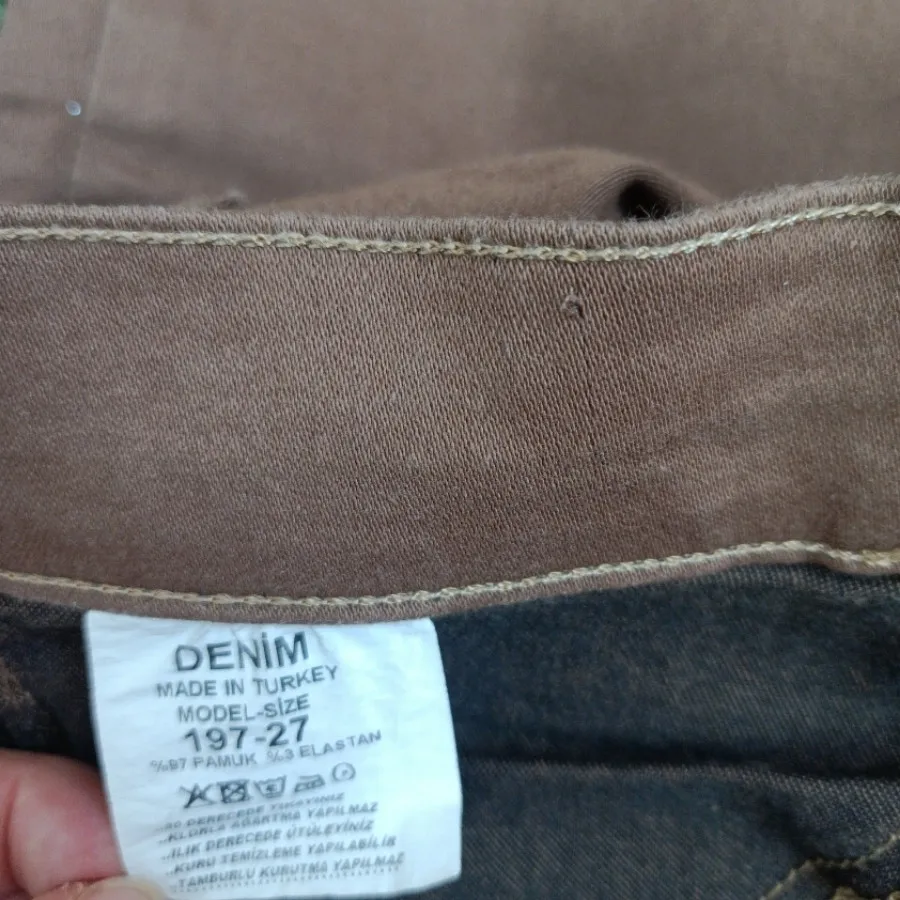 DENİM
MADE IN TURKEY
MODEL-SİZE
197-27
%97 PAMUK %3 ELASTAN
..30 DERECEDE YIKAYINIZ
..KLORLA AĞARTMA YAPILMAZ
..ILIK DERECEDE ÜTÜLEYİNİZ
..KURU TEMİZLEME YAPILABİLİR
..TAMBURLU KURUTMA YAPILMAZ